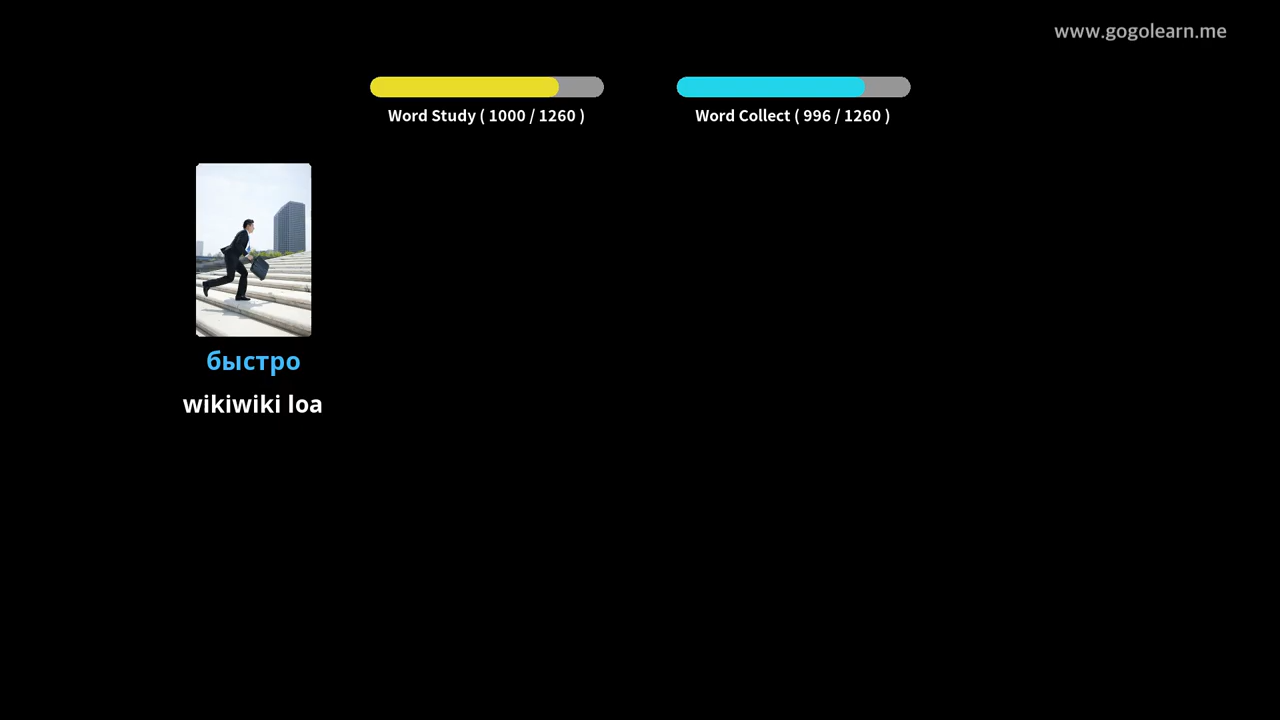 www.gogolearn.me
Word Study ( 1000 / 1260 )
Word Collect ( 996 / 1260 )
быстро
wikiwiki loa